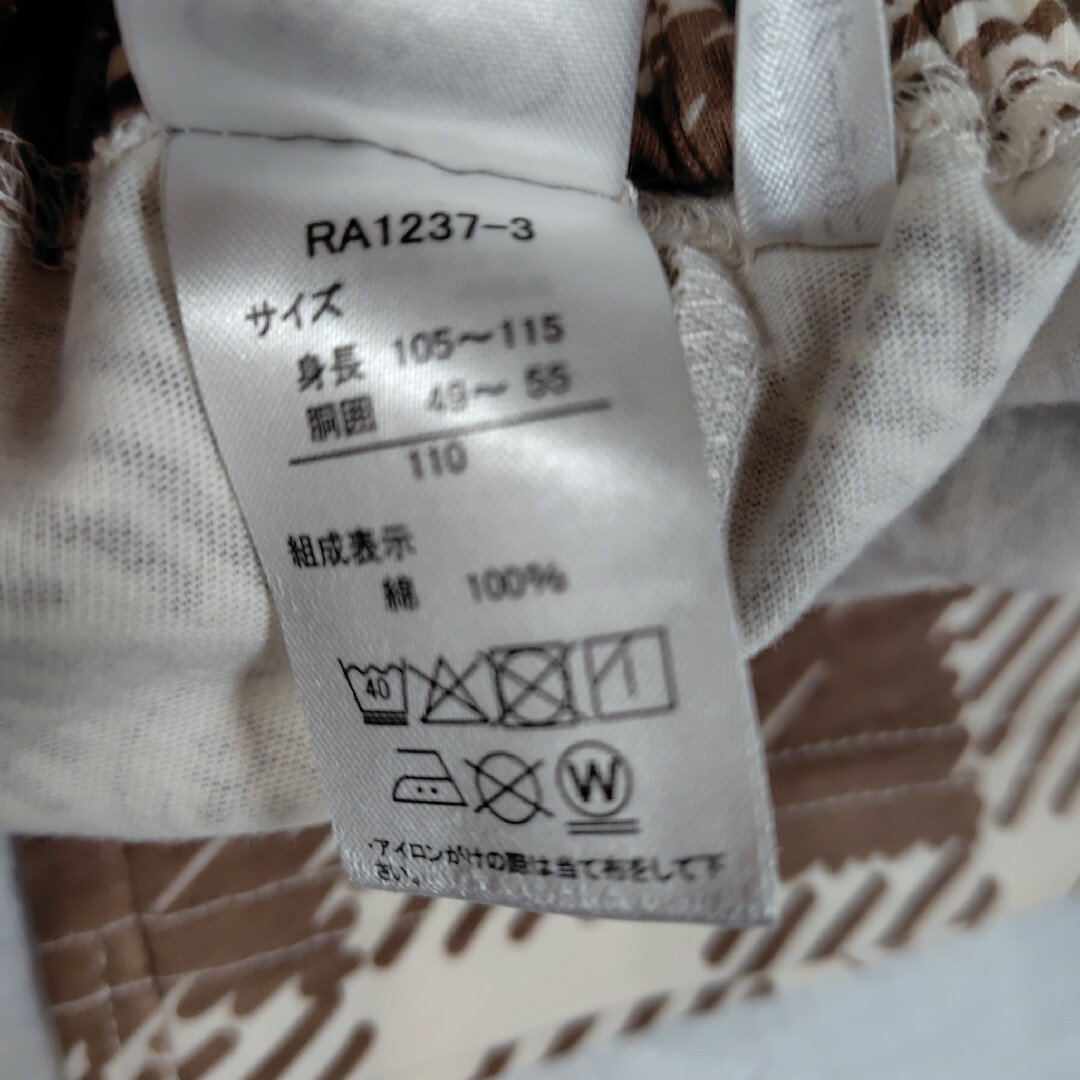 RA1237-3
サイズ
身長 105〜115
胴囲 49〜 55
110
組成表示
綿 100%
40
W
・アイロンがけの際は当て布をして下
さい。